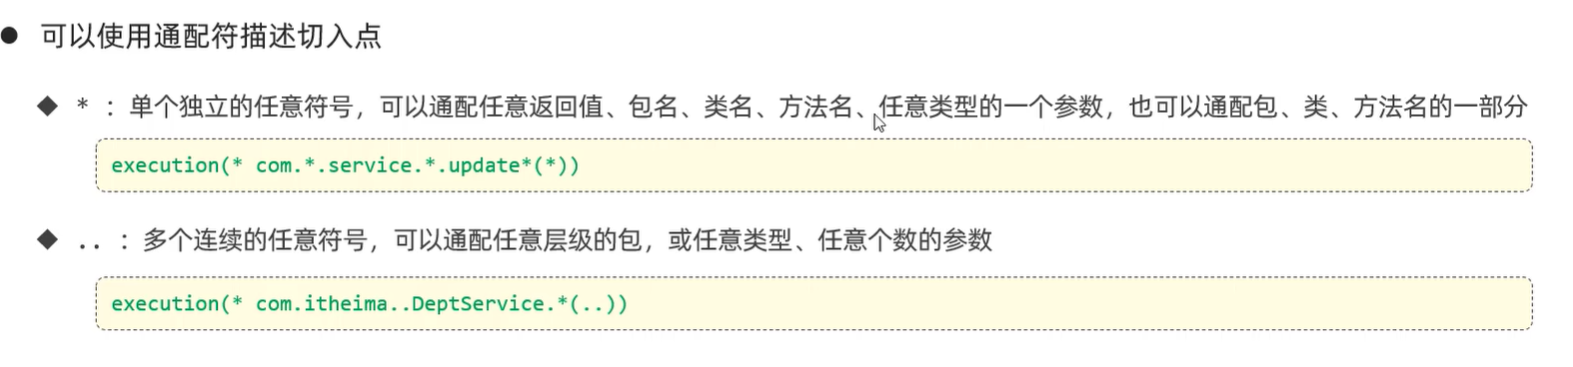 ● 可以使用通配符描述切入点
◆ * ：单个独立的任意符号，可以通配任意返回值、包名、类名、方法名、任意类型的一个参数，也可以通配包、类、方法名的一部分
execution(* com.*.service.*.update*(*))
◆ .. ：多个连续的任意符号，可以通配任意层级的包，或任意类型、任意个数的参数
execution(* com.itheima..DeptService.*(..))